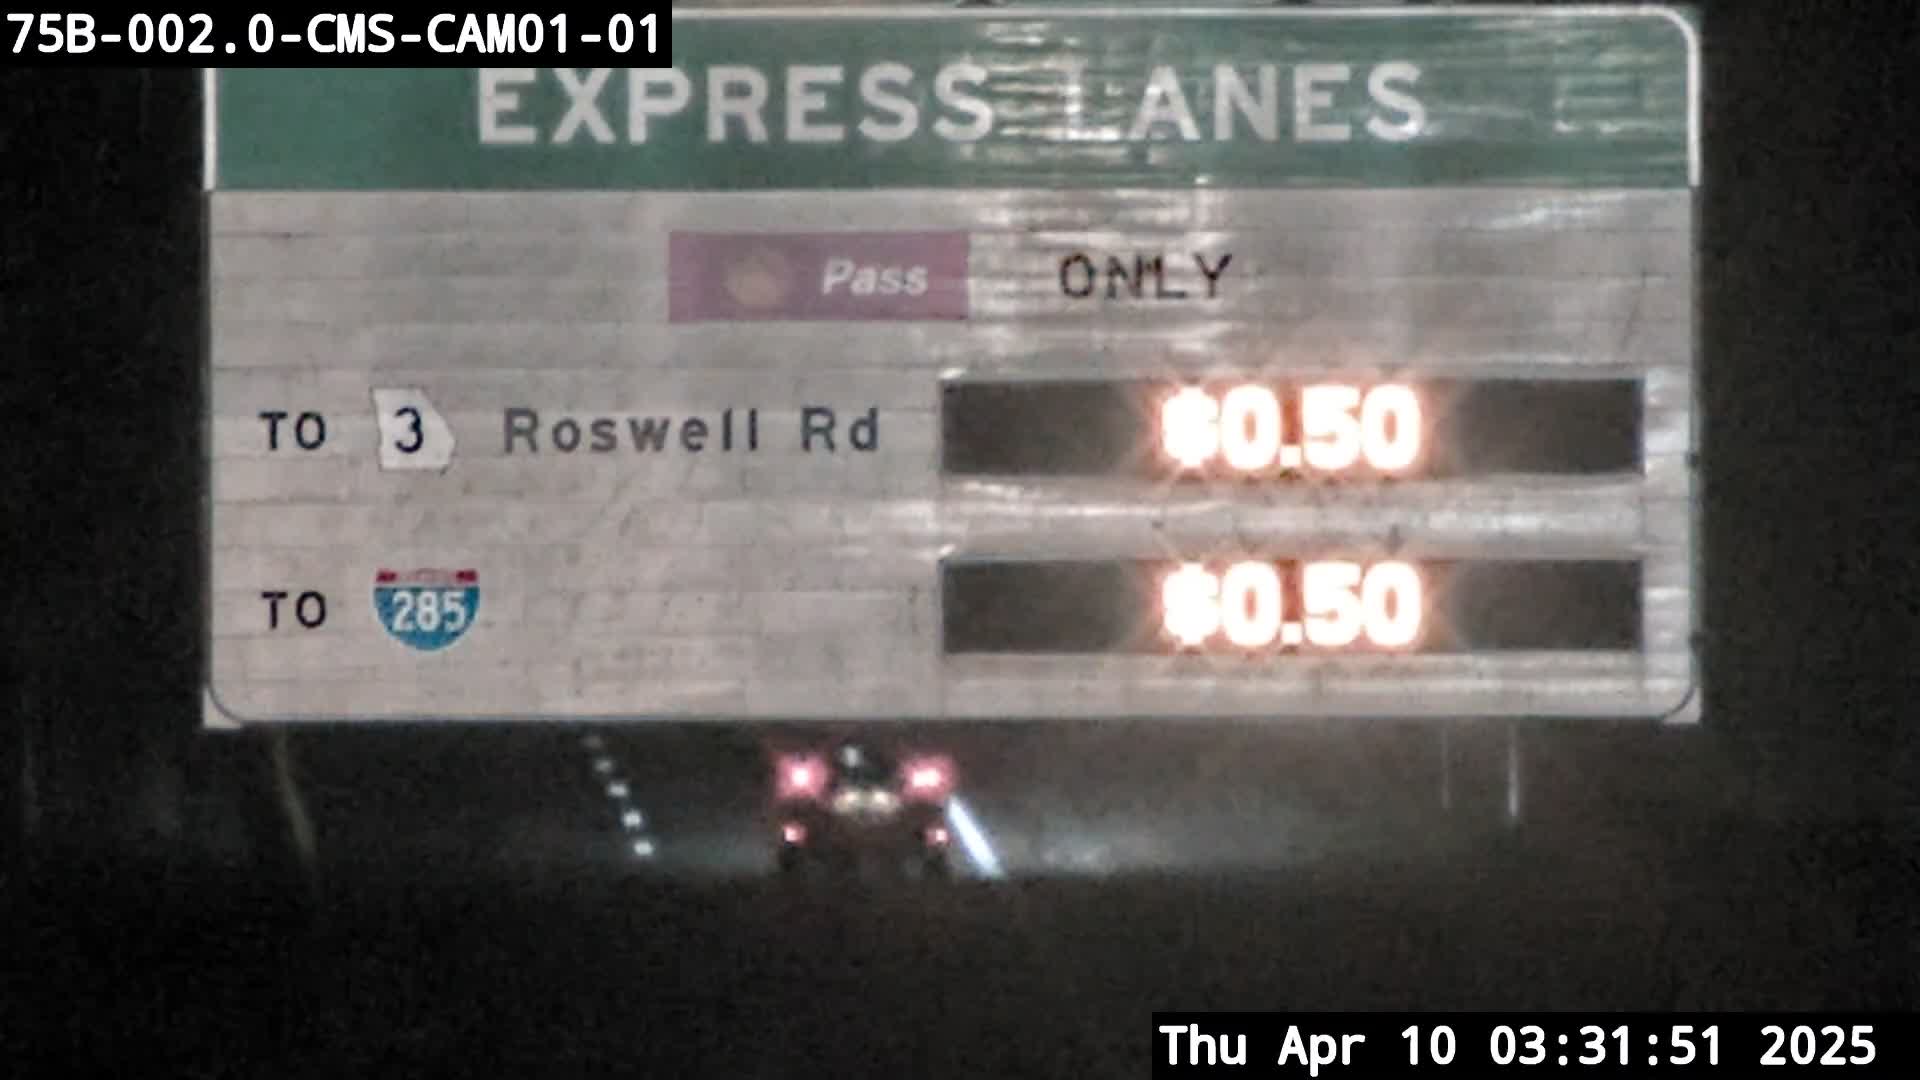 75B-002.0-CMS-CAM01-01
EXPRESS LANES
Pass ONLY
TO 3 Roswell Rd $0.50
TO 285 $0.50
Thu Apr 10 03:31:51 2025